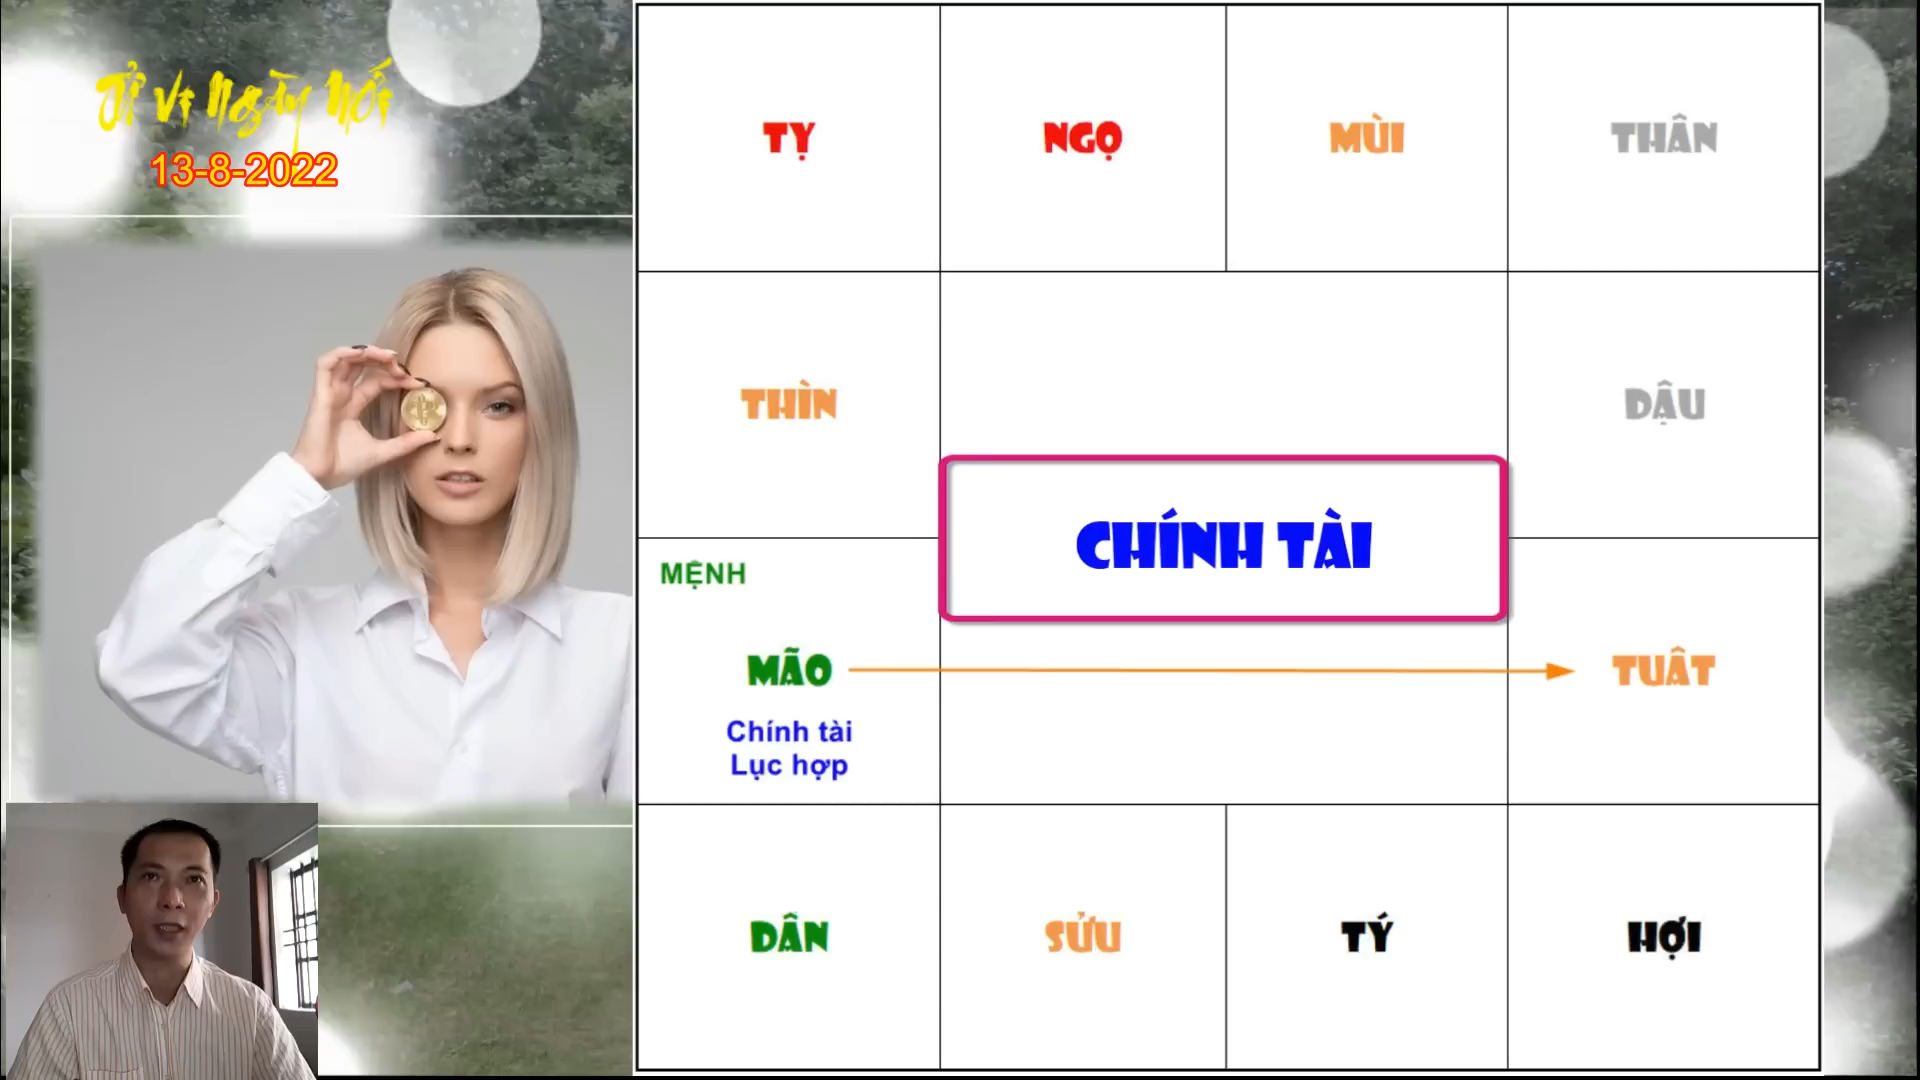 Tử Vi Ngày Mới
13-8-2022
TỴ
NGỌ
MÙI
THÂN
THÌN
DẬU
CHÍNH TÀI
MỆNH
MÃO
TUẤT
Chính tài
Lục hợp
DẦN
SỬU
TÝ
HỢI